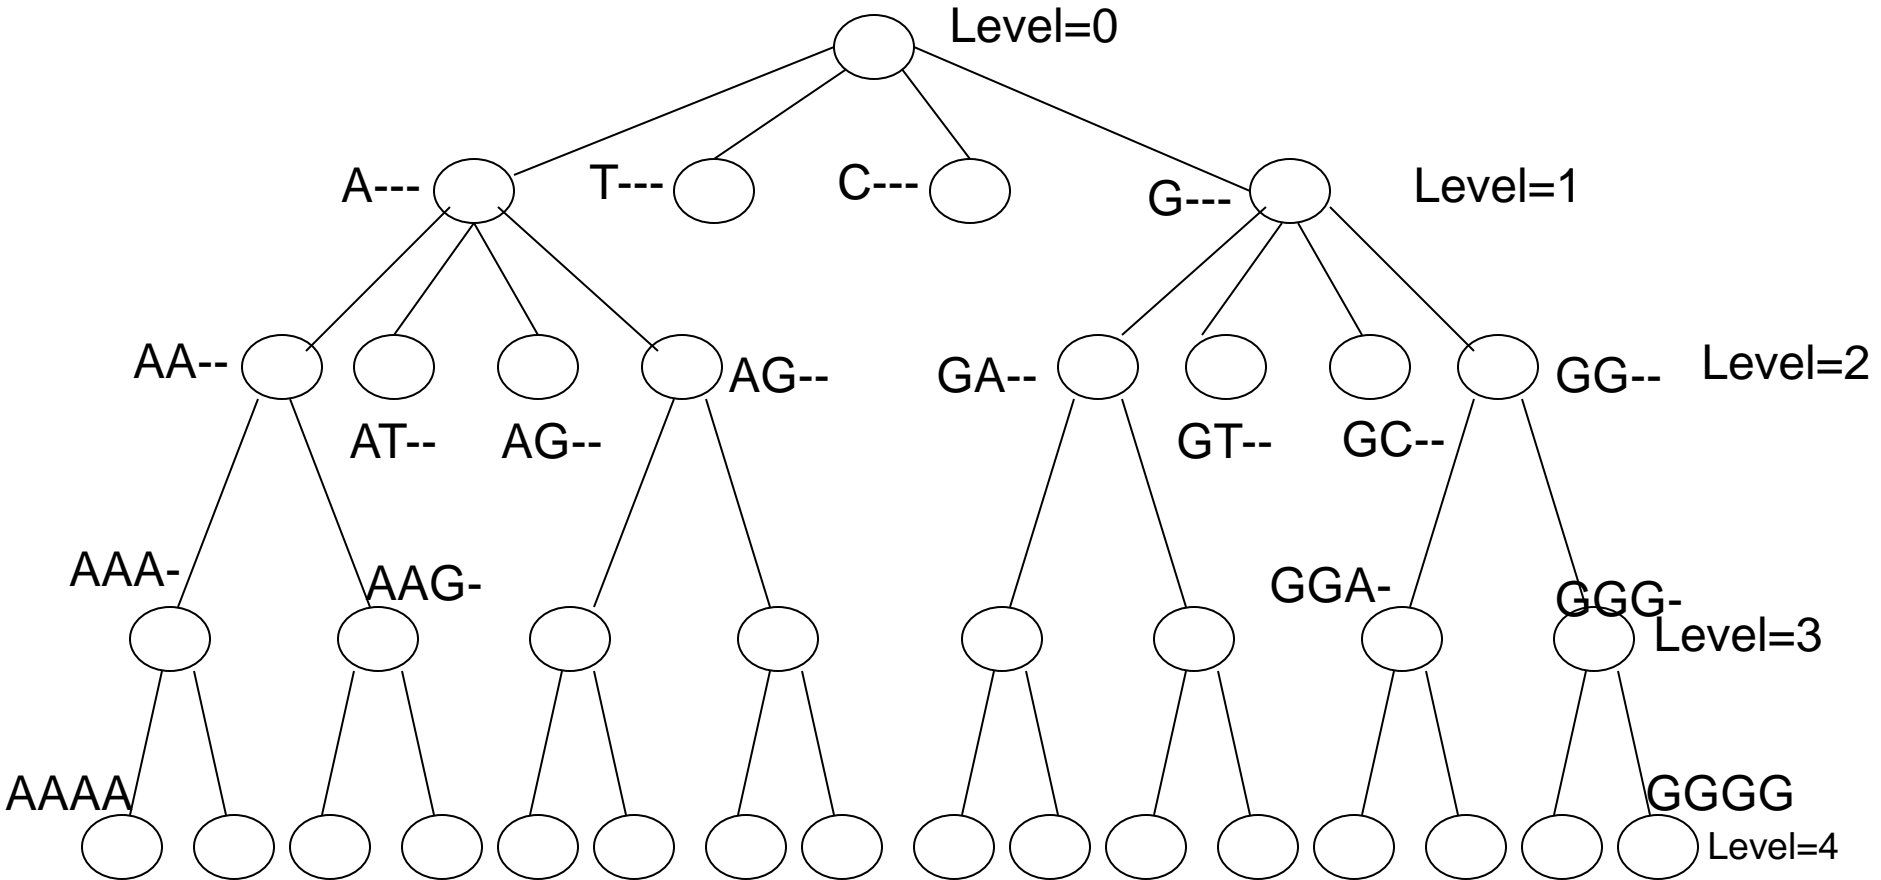 Level=0
A---
T---
C---
G---
Level=1
AA--
AG--
GA--
GG--
Level=2
AT--
AG--
GT--
GC--
AAA-
AAG-
GGA-
GGG-
Level=3
AAAA
GGGG
Level=4